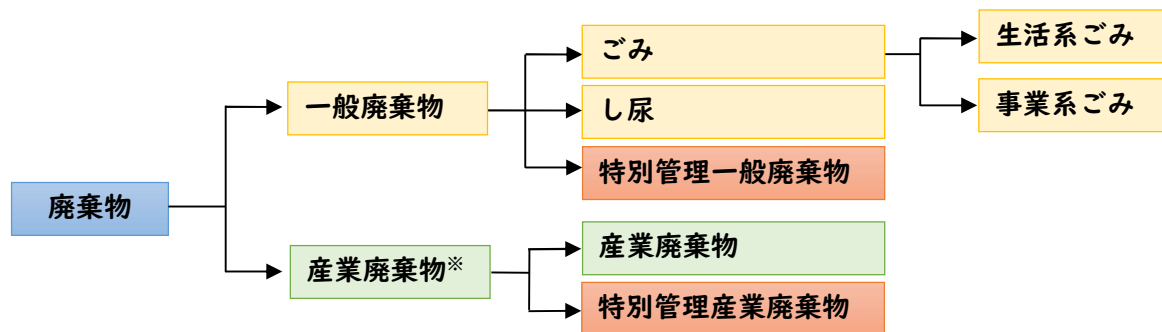 廃棄物
一般廃棄物
ごみ
生活系ごみ
事業系ごみ
し尿
特別管理一般廃棄物
産業廃棄物※
産業廃棄物
特別管理産業廃棄物